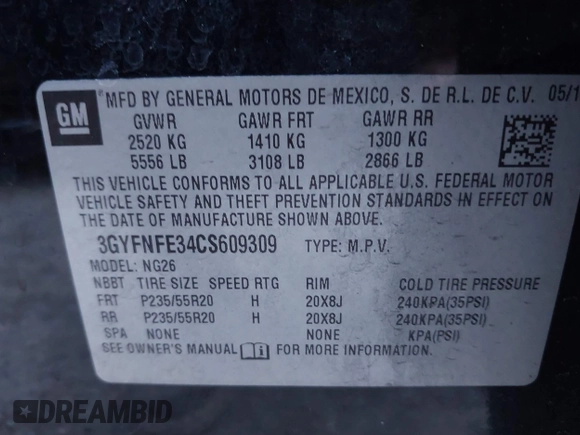 GM
MFD BY GENERAL MOTORS DE MEXICO, S. DE R.L. DE C.V. 05/1
GVWR GAWR FRT GAWR RR
2520 KG 1410 KG 1300 KG
5556 LB 3108 LB 2866 LB
THIS VEHICLE CONFORMS TO ALL APPLICABLE U.S. FEDERAL MOTOR
VEHICLE SAFETY AND THEFT PREVENTION STANDARDS IN EFFECT ON
THE DATE OF MANUFACTURE SHOWN ABOVE.
3GYFNFE34CS609309 TYPE: M.P.V.
MODEL: NG26
NBBT TIRE SIZE SPEED RTG RIM COLD TIRE PRESSURE
FRT P235/55R20 H 20X8J 240KPA(35PSI)
RR P235/55R20 H 20X8J 240KPA(35PSI)
SPA NONE NONE KPA(PSI)
SEE OWNER'S MANUAL FOR MORE INFORMATION.
DREAMBID